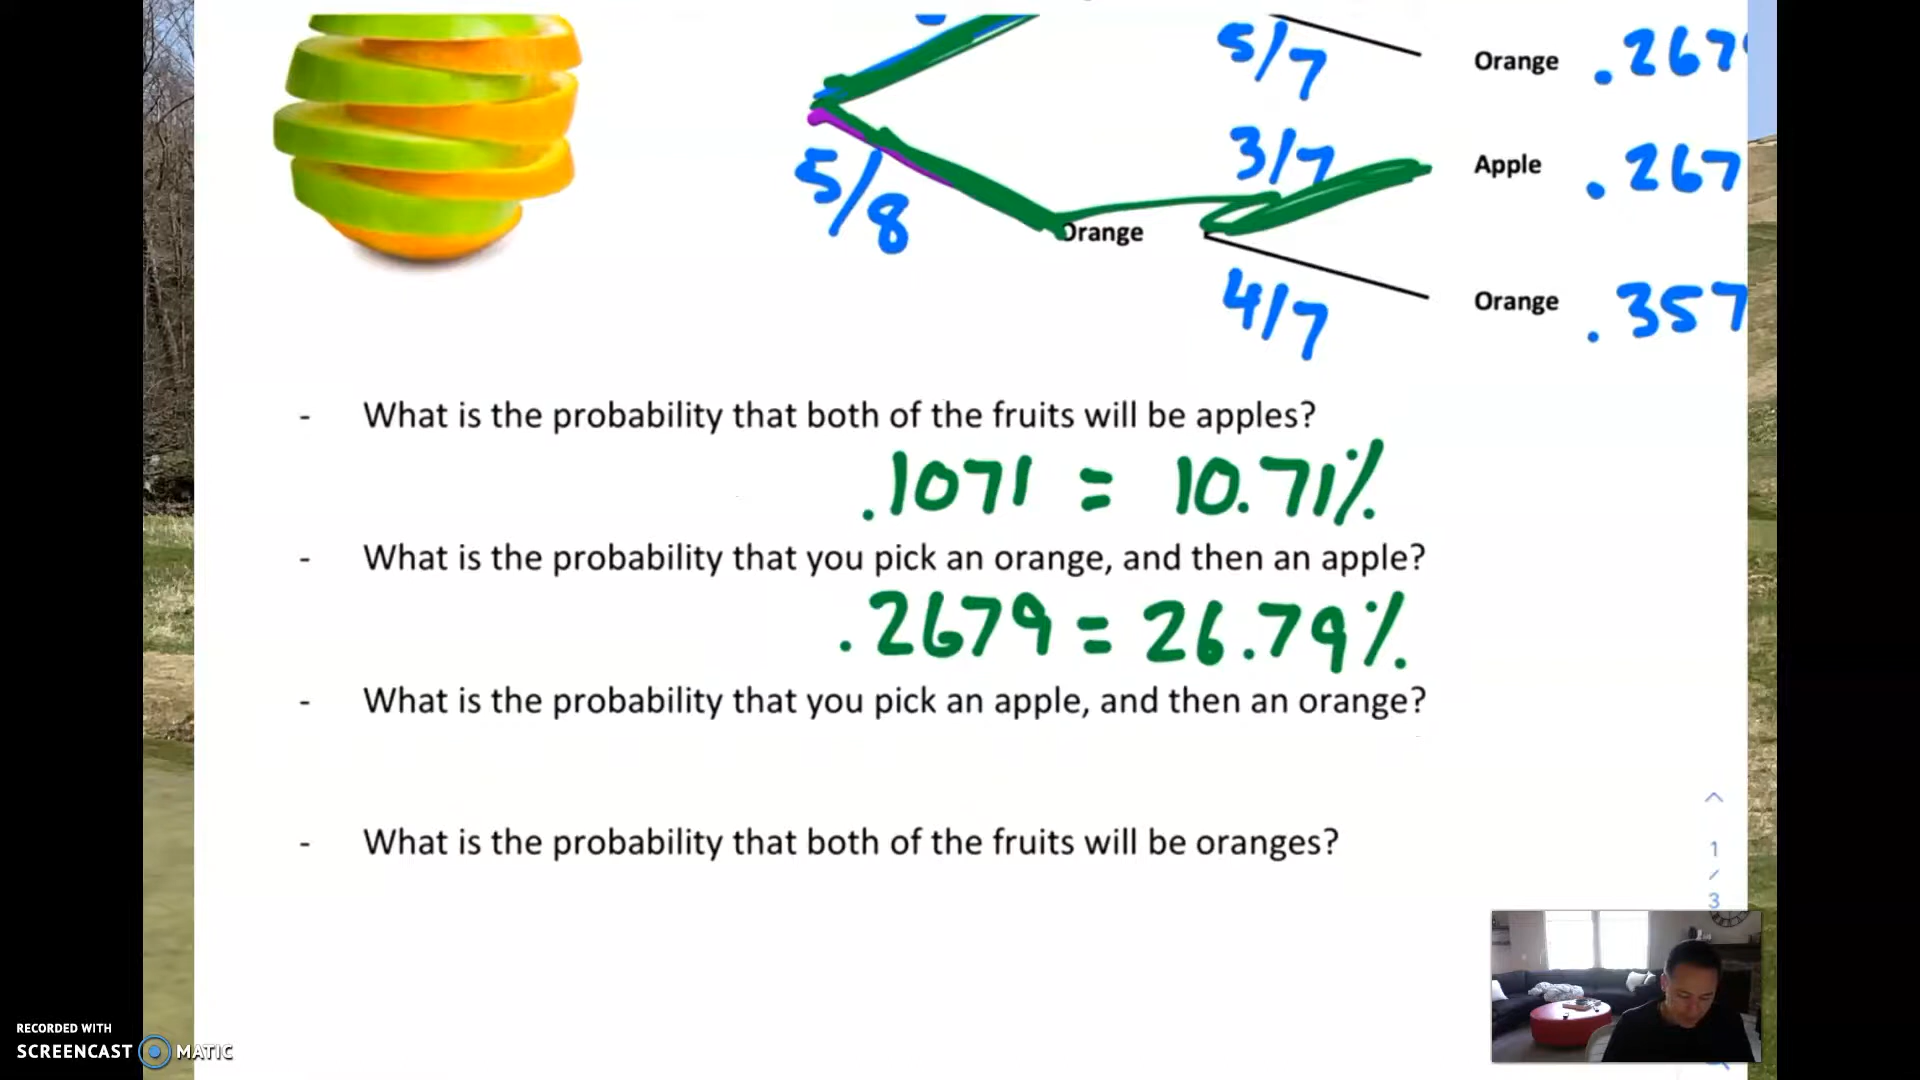 5/7
Orange .267
3/7
Apple .267
5/8
Orange
4/7
Orange .357
- What is the probability that both of the fruits will be apples?
.1071 = 10.71%
- What is the probability that you pick an orange, and then an apple?
.2679 = 26.79%
- What is the probability that you pick an apple, and then an orange?
- What is the probability that both of the fruits will be oranges?
1
/
3
RECORDED WITH
SCREENCAST MATIC